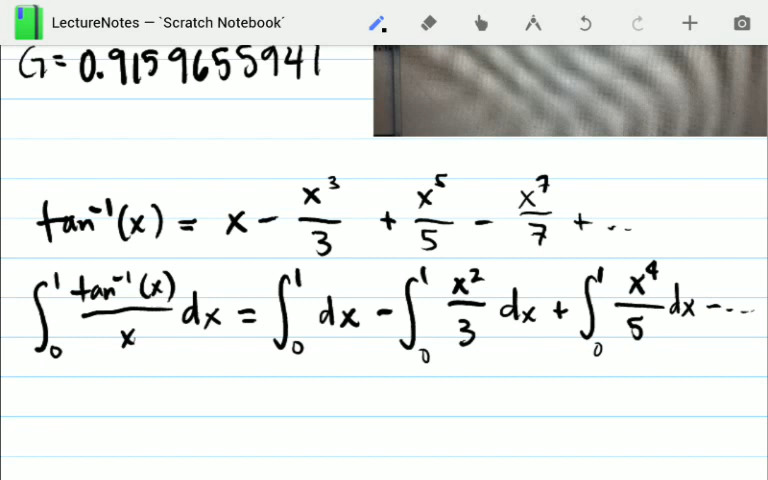 LectureNotes — `Scratch Notebook´
G = 0.9159655941
tan⁻¹(x) = x - x³/3 + x⁵/5 - x⁷/7 + ...
∫₀¹ tan⁻¹(x)/x dx = ∫₀¹ dx - ∫₀¹ x²/3 dx + ∫₀¹ x⁴/5 dx - ...